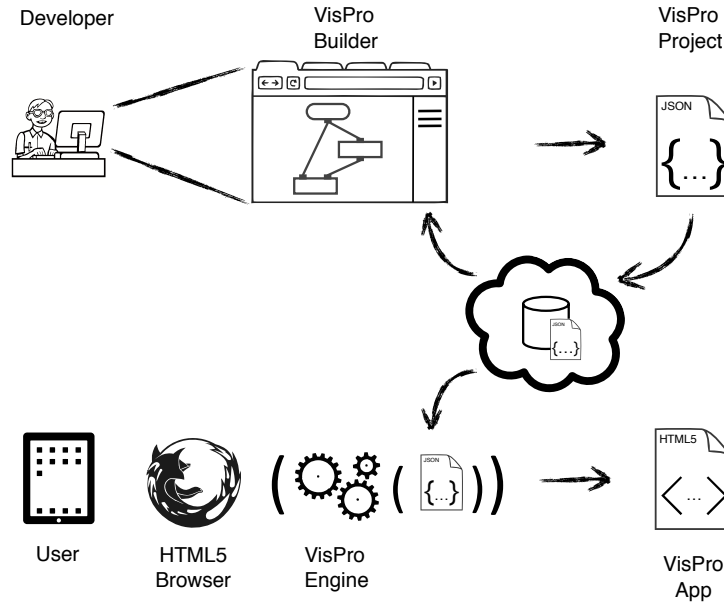 Developer
VisPro
Builder
VisPro
Project
JSON
{...}
JSON
{...}
JSON
{...}
HTML5
<...>
User
HTML5
Browser
VisPro
Engine
VisPro
App